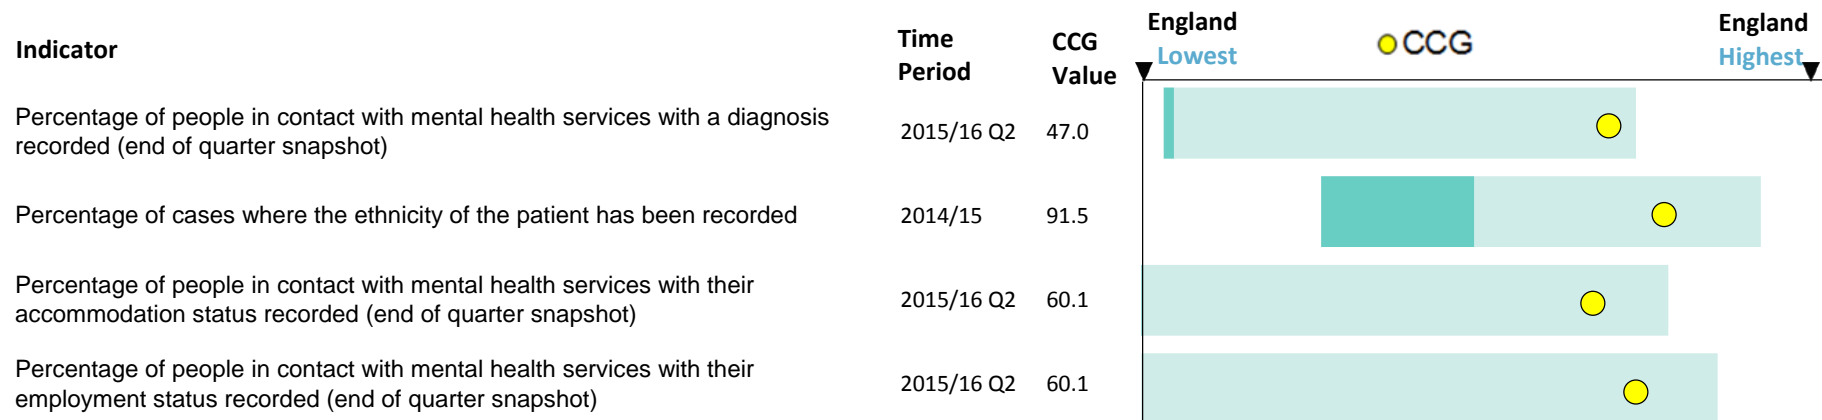 Indicator
Time Period
CCG Value
England Lowest
CCG
England Highest
Percentage of people in contact with mental health services with a diagnosis
recorded (end of quarter snapshot)
2015/16 Q2 47.0
Percentage of cases where the ethnicity of the patient has been recorded
2014/15 91.5
Percentage of people in contact with mental health services with their
accommodation status recorded (end of quarter snapshot)
2015/16 Q2 60.1
Percentage of people in contact with mental health services with their
employment status recorded (end of quarter snapshot)
2015/16 Q2 60.1